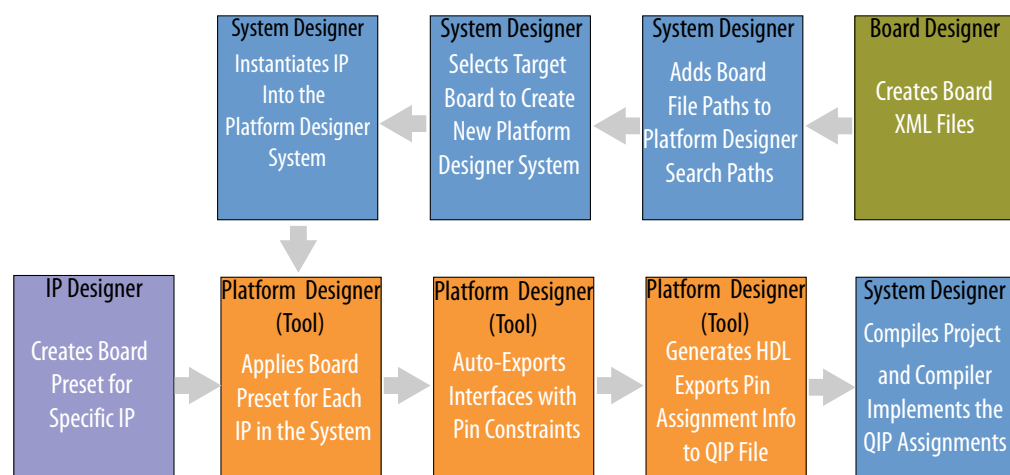 System Designer
Instantiates IP
Into the
Platform Designer
System
System Designer
Selects Target
Board to Create
New Platform
Designer System
System Designer
Adds Board
File Paths to
Platform Designer
Search Paths
Board Designer
Creates Board
XML Files
IP Designer
Creates Board
Preset for
Specific IP
Platform Designer
(Tool)
Applies Board
Preset for Each
IP in the System
Platform Designer
(Tool)
Auto-Exports
Interfaces with
Pin Constraints
Platform Designer
(Tool)
Generates HDL
Exports Pin
Assignment Info
to QIP File
System Designer
Compiles Project
and Compiler
Implements the
QIP Assignments